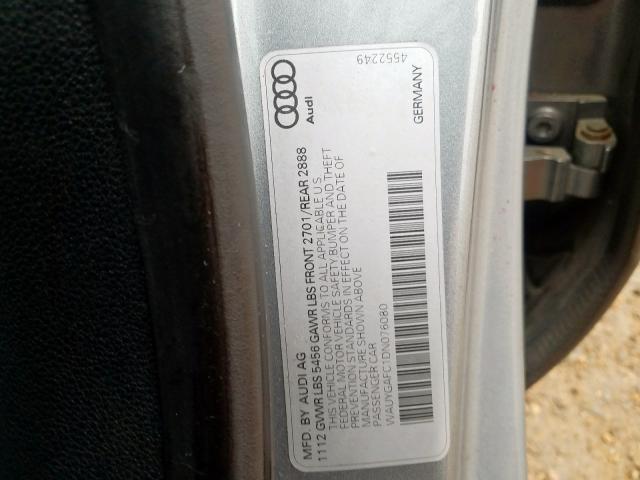 4552249
Audi
GERMANY
MFD. BY AUDI AG
11 12 GVWR LBS 5456 GAWR LBS FRONT 2701/REAR 2888
THIS VEHICLE CONFORMS TO ALL APPLICABLE U S
FEDERAL MOTOR VEHICLE SAFETY BUMPER AND THEFT
PREVENTION STANDARDS IN EFFECT ON THE DATE OF
MANUFACTURE SHOWN ABOVE
PASSENGER CAR
WAUYGAFC1DN076080